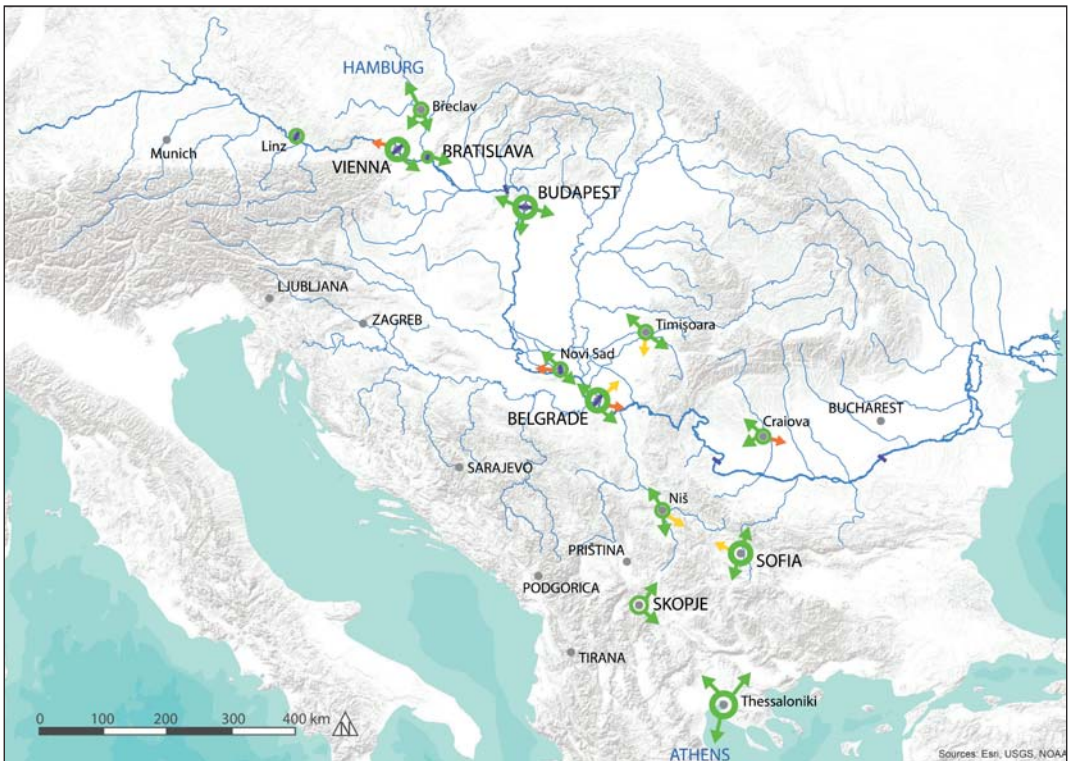 HAMBURG
Břeclav
Munich
Linz
VIENNA
BRATISLAVA
BUDAPEST
LJUBLJANA
ZAGREB
Timişoara
Novi Sad
BELGRADE
Craiova
BUCHAREST
SARAJEVO
Niš
PRIŠTINA
SOFIA
PODGORICA
SKOPJE
TIRANA
Thessaloniki
0 100 200 300 400 km
ATHENS
Sources: Esri, USGS, NOAA